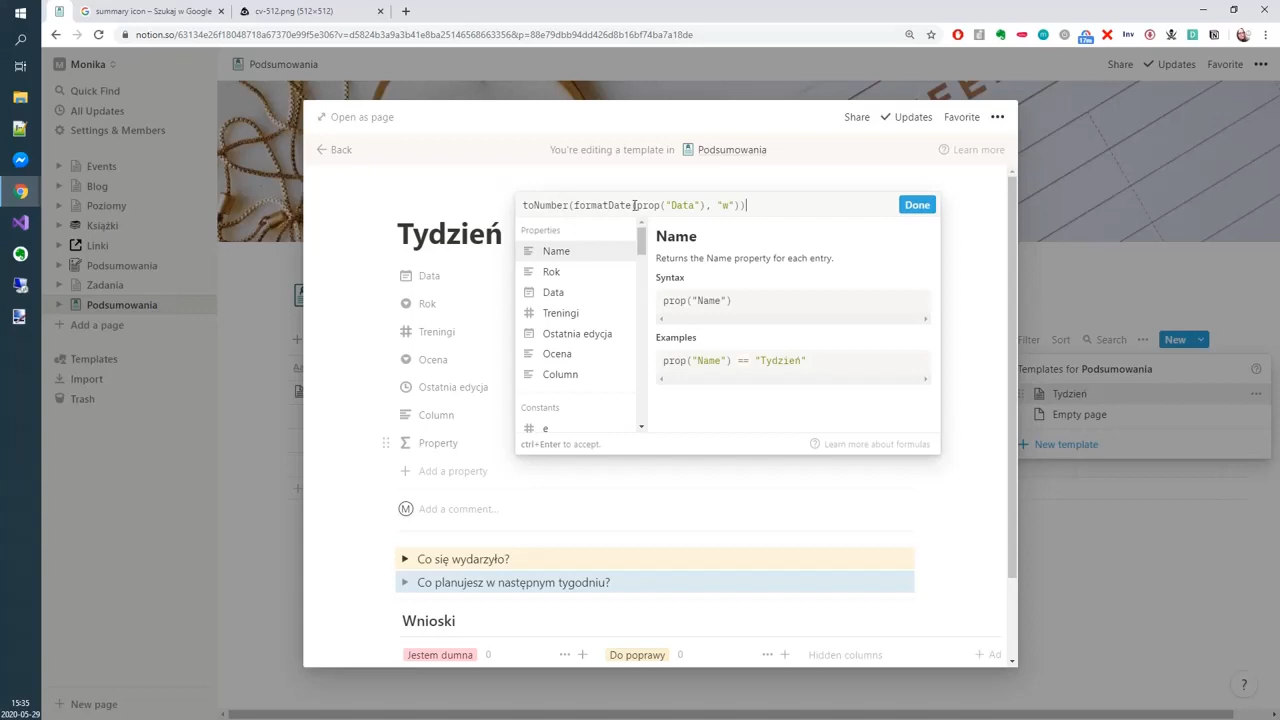 summary icon – Szukaj w Google
cv-512.png (512×512)
notion.so/63134e26f18048718a67370e99f5e367?v=d5824b3a9a3b41e8ba251465686633568&p=88e79dbb94dd426d8b16bf74ba7e18de
17m
Inv
Monika
Quick Find
All Updates
Settings & Members
Events
Blog
Poziomy
Książki
Linki
Podsumowania
Zadania
Podsumowania
Add a page
Templates
Import
Trash
New page
Podsumowania
Share
Updates
Favorite
Open as page
Share
Updates
Favorite
Back
You're editing a template in Podsumowania
Learn more
Tydzień
Data
Rok
Treningi
Ocena
Ostatnia edycja
Column
Property
Add a property
M
Add a comment...
toNumber(formatDate(prop("Data"), "w"))
Done
Properties
Name
Rok
Data
Treningi
Ostatnia edycja
Ocena
Column
Constants
e
Name
Returns the Name property for each entry.
Syntax
prop("Name")
Examples
prop("Name") == "Tydzień"
ctrl+Enter to accept.
Learn more about formulas
Co się wydarzyło?
Co planujesz w następnym tygodniu?
Wnioski
Jestem dumna 0
Do poprawy 0
Hidden columns
Ad
Filter
Sort
Search
New
Templates for Podsumowania
Tydzień
Empty page
New template
?
15:35
2020-05-29